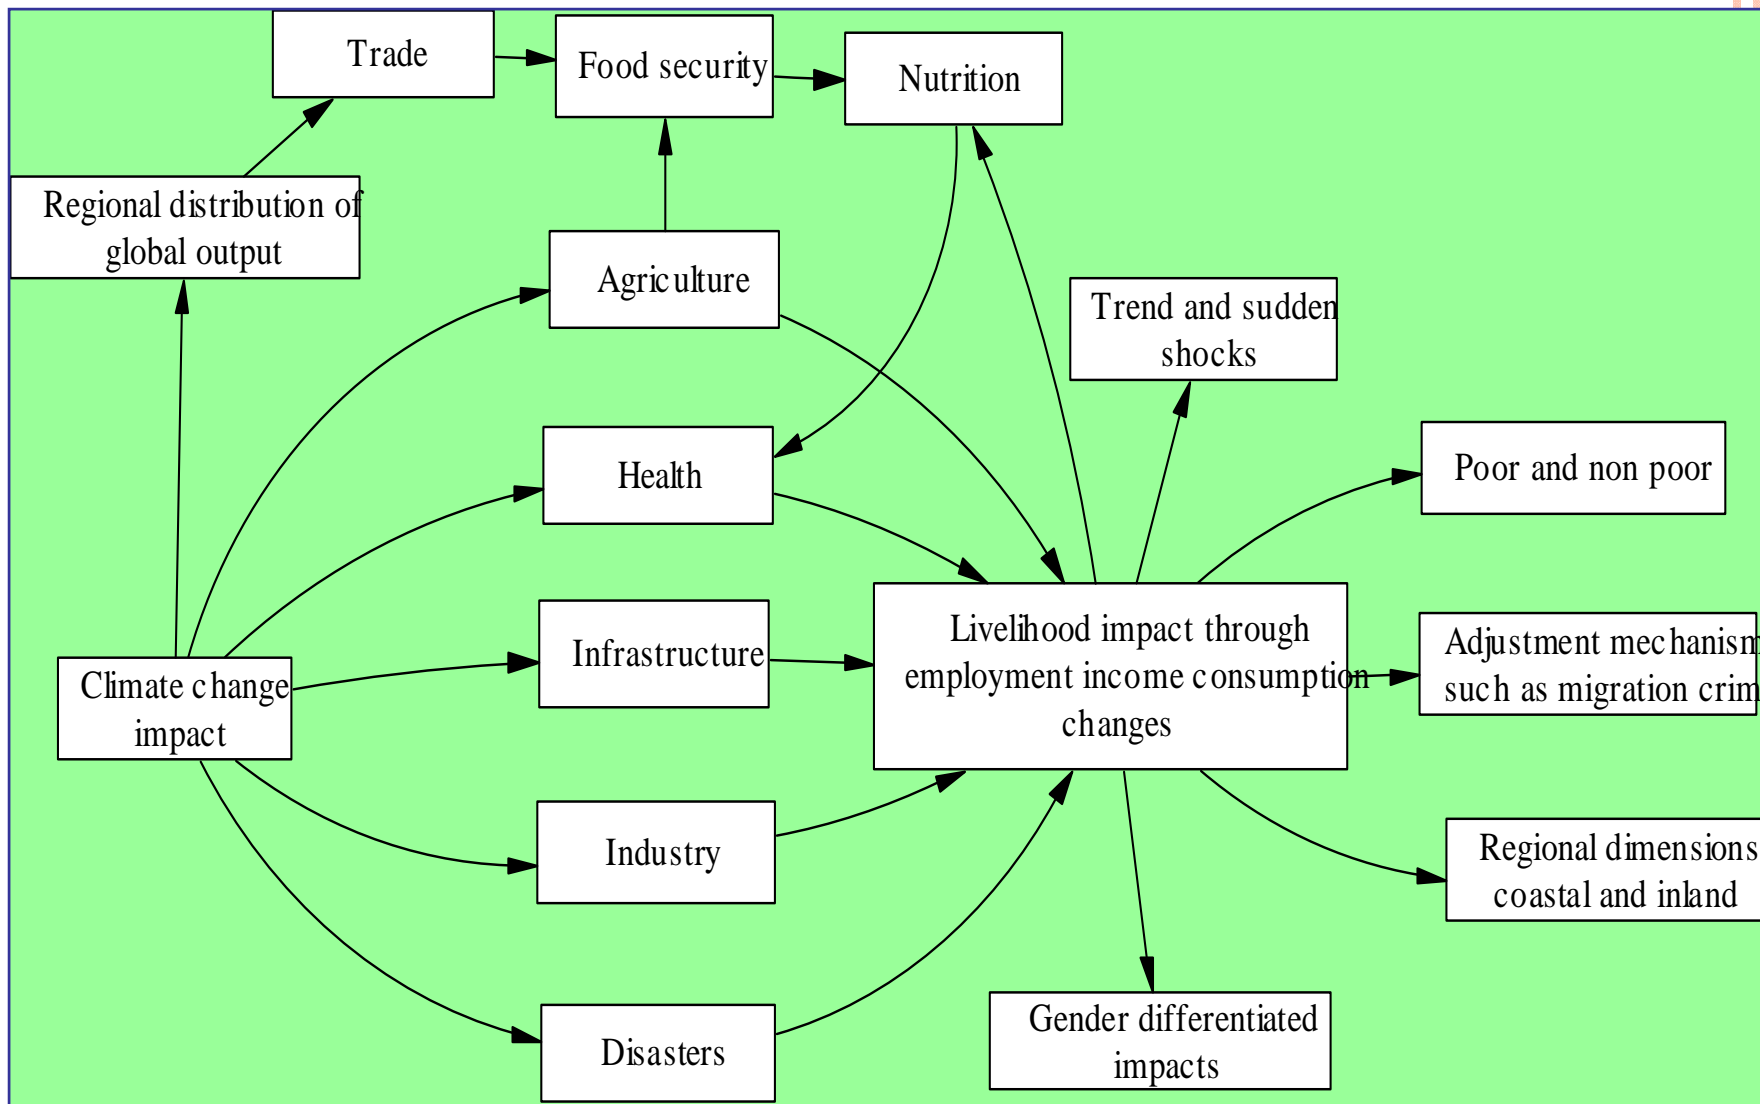 Trade
Food security
Nutrition
Regional distribution of
global output
Agriculture
Trend and sudden
shocks
Health
Poor and non poor
Infrastructure
Livelihood impact through
employment income consumption
changes
Adjustment mechanism
such as migration crim
Climate change
impact
Industry
Regional dimensions
coastal and inland
Disasters
Gender differentiated
impacts